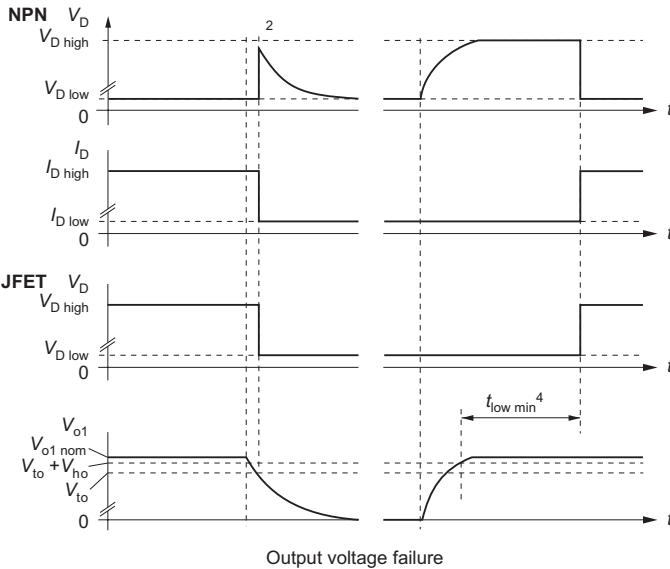 NPN V_D
2
V_D high
V_D low
0
t
I_D
I_D high
I_D low
0
t
JFET V_D
V_D high
V_D low
0
t
t_low min 4
V_o1
V_o1 nom
V_to + V_ho
V_to
0
t
Output voltage failure